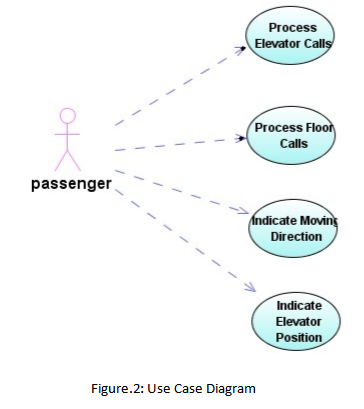 Process
Elevator Calls
Process Floor
Calls
passenger
Indicate Moving
Direction
Indicate
Elevator
Position
Figure.2: Use Case Diagram